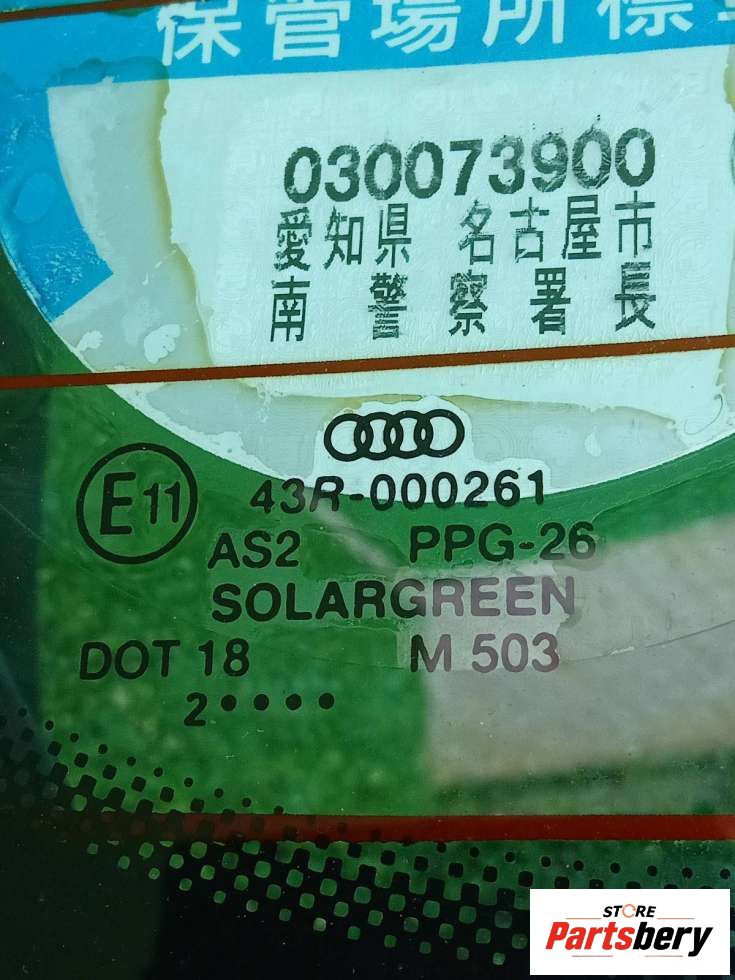 保管場所標章
030073900
愛知県 名古屋市
南 警 察 署 長
E11
43R-000261
AS2 PPG-26
SOLARGREEN
DOT 18 M 503
2••••
STORE
Partsbery